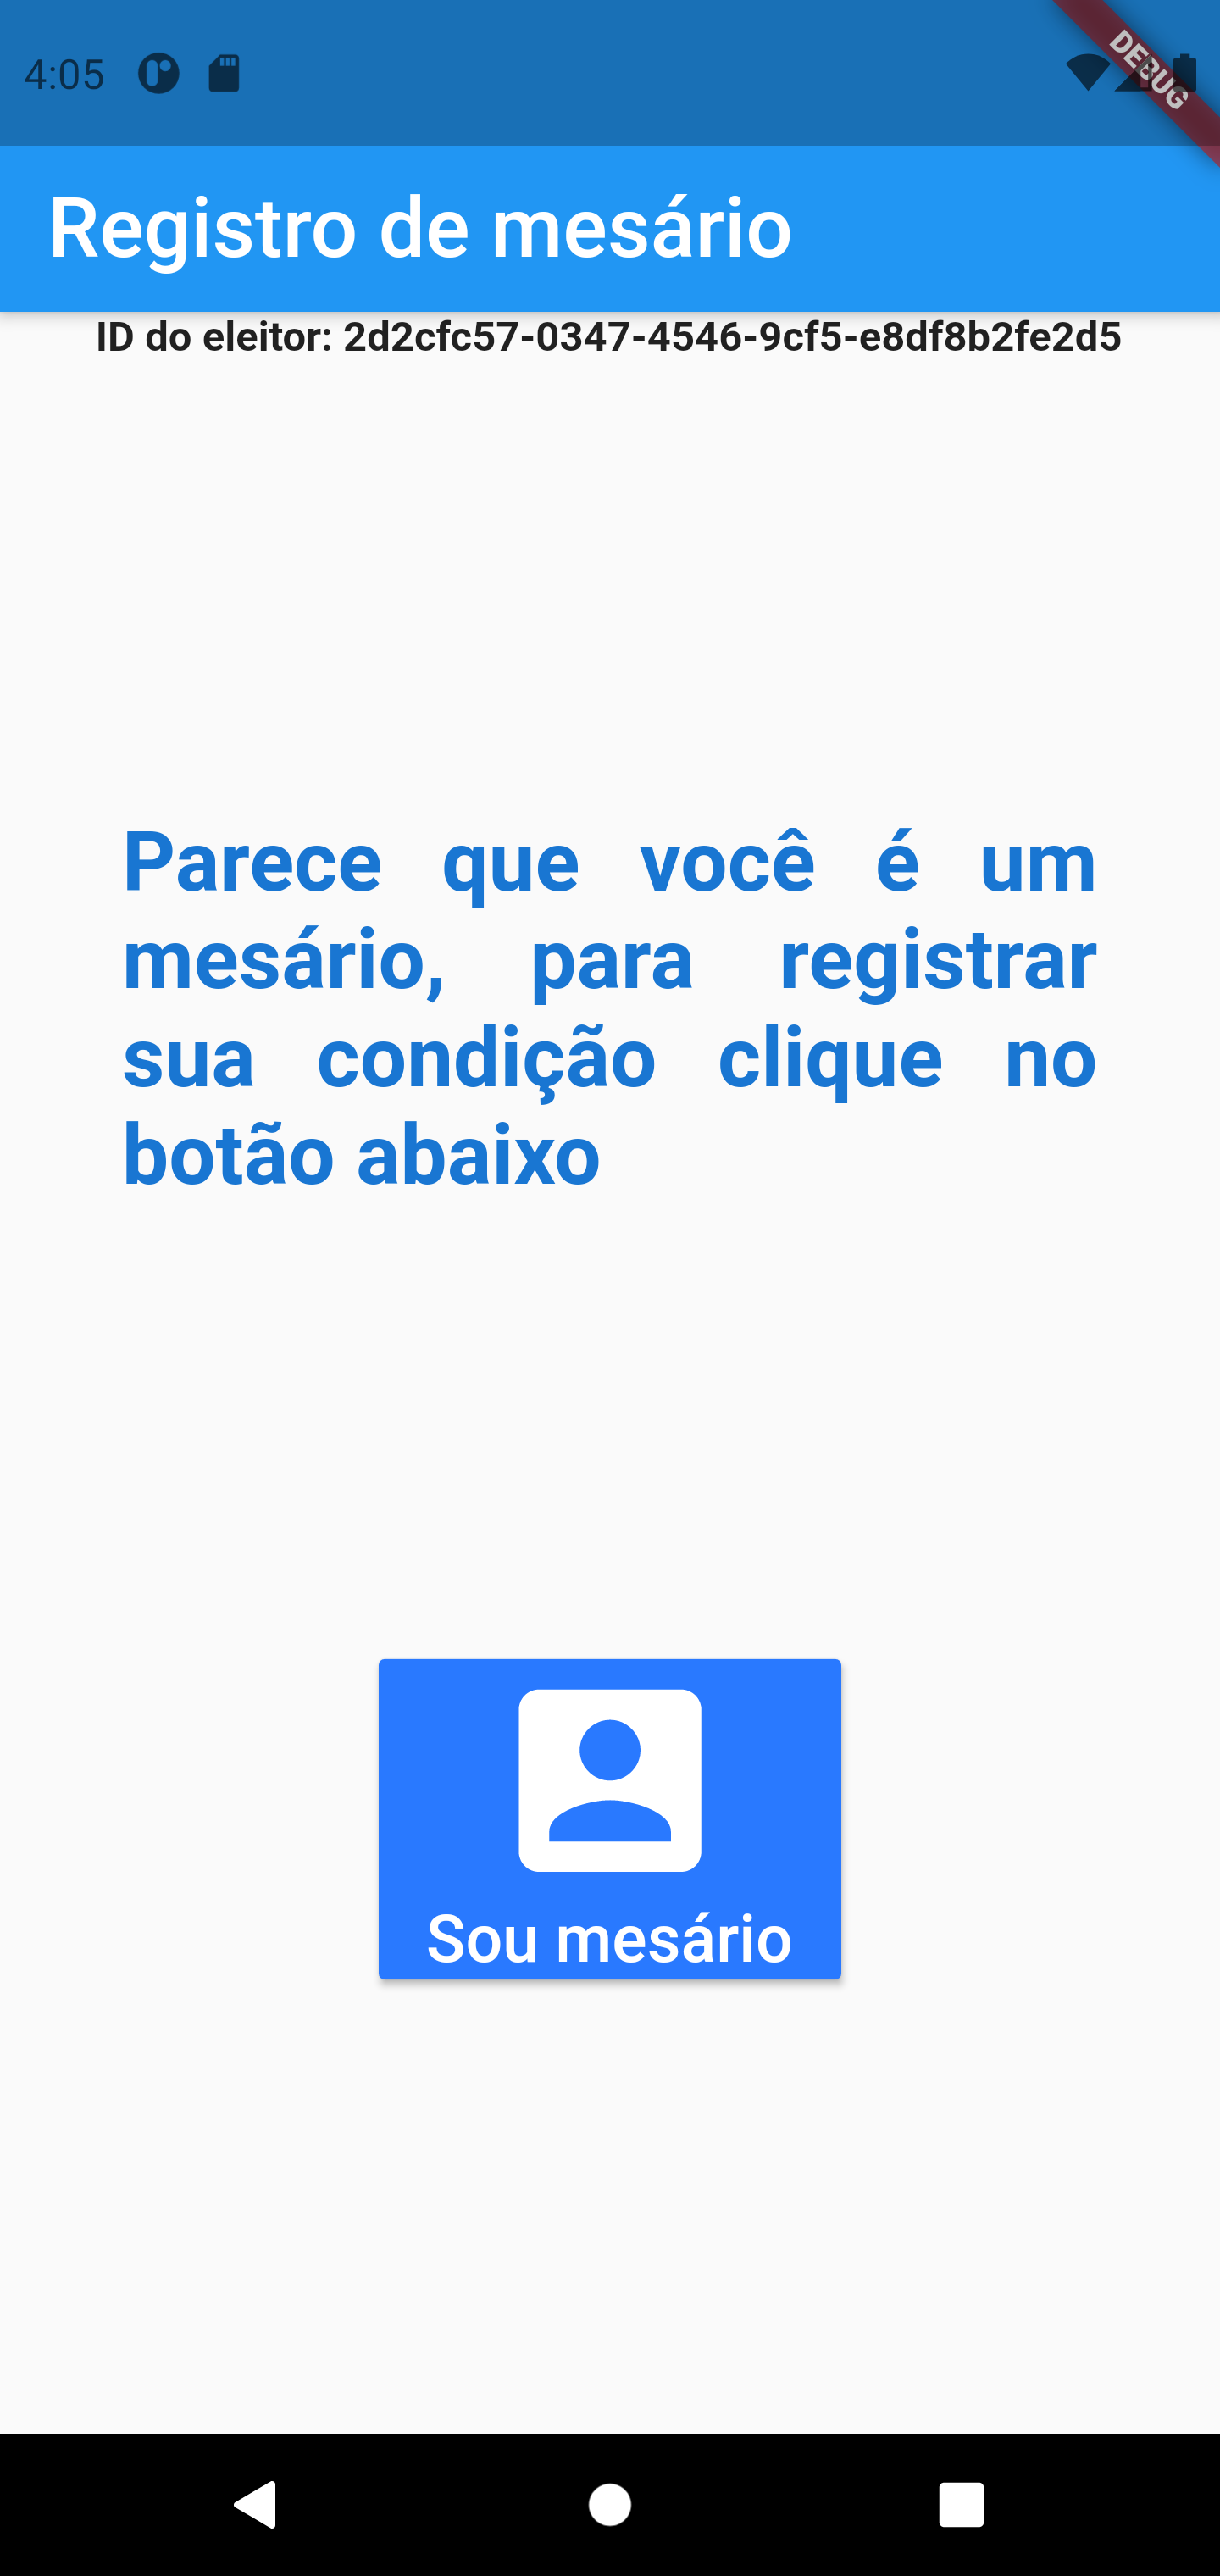 4:05
DEBUG
Registro de mesário
ID do eleitor: 2d2cfc57-0347-4546-9cf5-e8df8b2fe2d5
Parece que você é um
mesário, para registrar
sua condição clique no
botão abaixo
Sou mesário